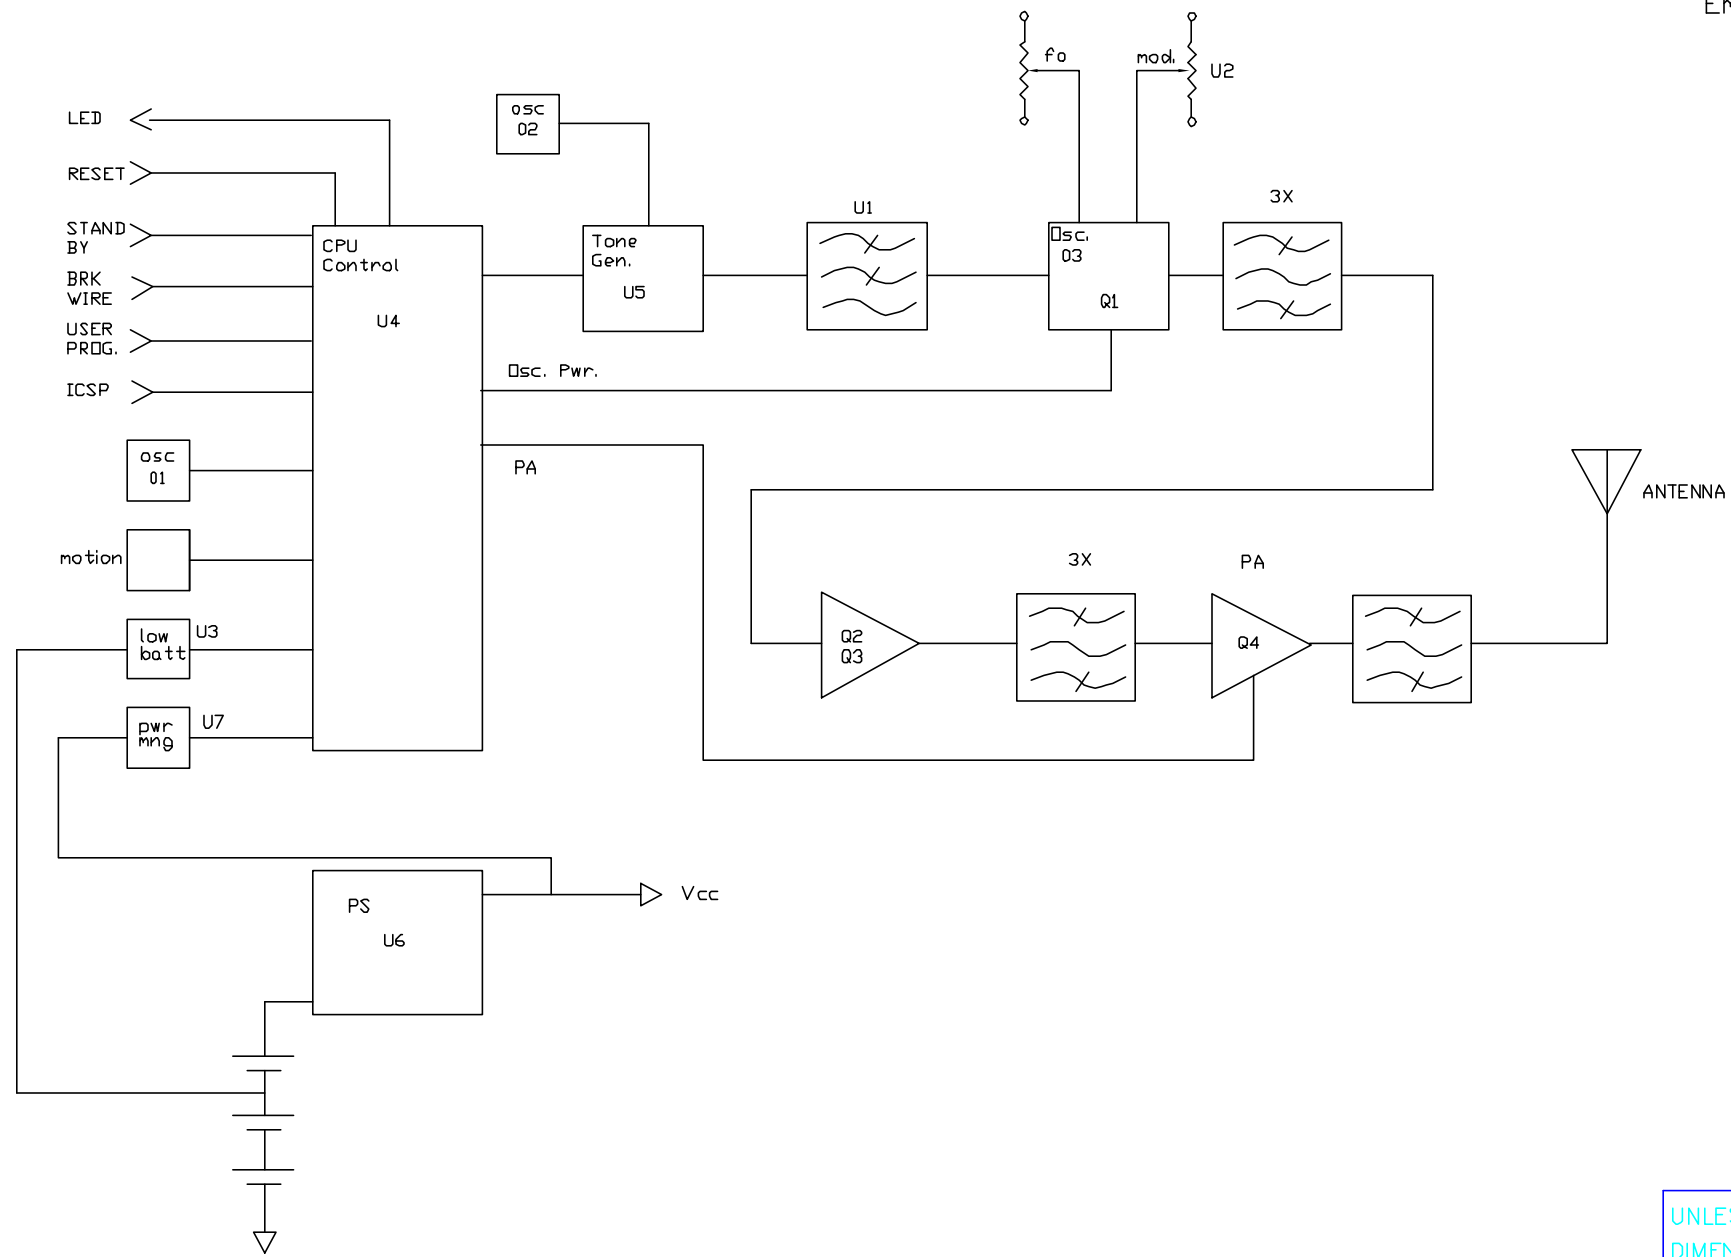 fo
mod.
U2
LED
osc
02
RESET
3X
U1
STAND
BY
CPU
Control
Tone
Gen.
Osc.
03
BRK
WIRE
U5
Q1
U4
USER
PROG.
Osc. Pwr.
ICSP
osc
01
PA
ANTENNA
motion
3X
PA
low
batt
U3
Q2
Q3
Q4
pwr
mng
U7
PS
U6
Vcc